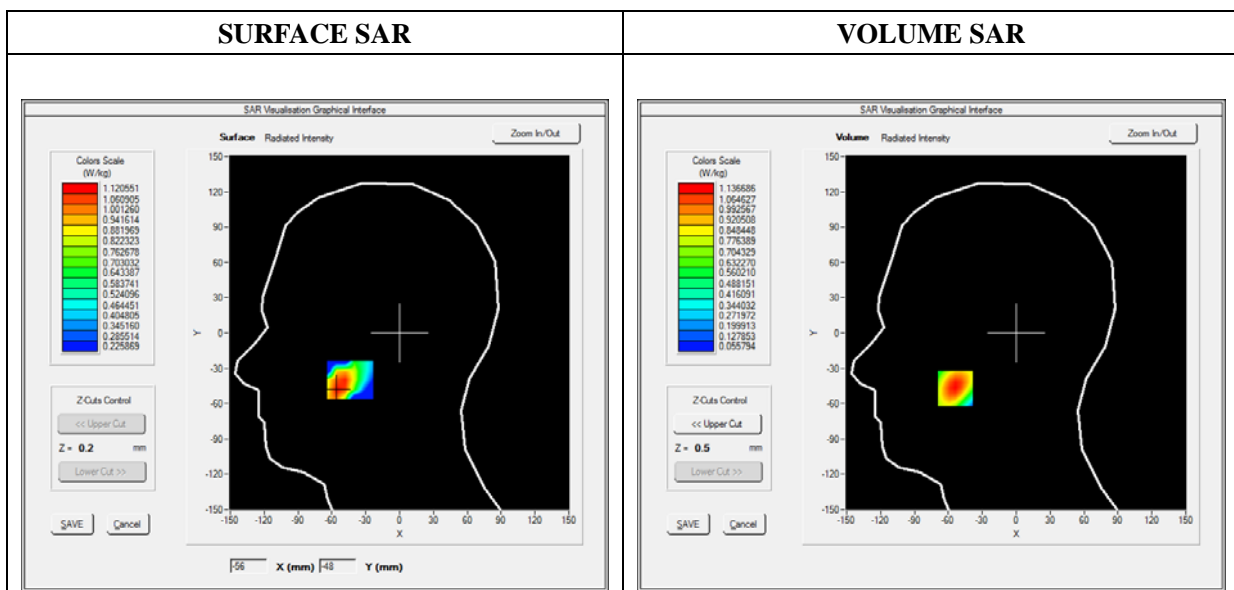 SURFACE SAR
VOLUME SAR
SAR Visualisation Graphical Interface
Surface Radiated Intensity
Zoom In/Out
Colors Scale
(W/kg)
1.120551
1.060905
1.001260
0.941614
0.881969
0.822323
0.762678
0.703032
0.643387
0.583741
0.524096
0.464451
0.404805
0.345160
0.285514
0.225869
Z-Cuts Control
<< Upper Cut
Z = 0.2 mm
Lower Cut >>
SAVE Cancel
150
120
90
60
30
0
-30
-60
-90
-120
-150
Y
-150 -120 -90 -60 -30 0 30 60 90 120 150
X
-56 X (mm) -48 Y (mm)
SAR Visualisation Graphical Interface
Volume Radiated Intensity
Zoom In/Out
Colors Scale
(W/kg)
1.136686
1.064627
0.992567
0.920508
0.848448
0.776389
0.704329
0.632270
0.560210
0.488151
0.416091
0.344032
0.271972
0.199913
0.127853
0.055794
Z-Cuts Control
<< Upper Cut
Z = 0.5 mm
Lower Cut >>
SAVE Cancel
150
120
90
60
30
0
-30
-60
-90
-120
-150
Y
-150 -120 -90 -60 -30 0 30 60 90 120 150
X